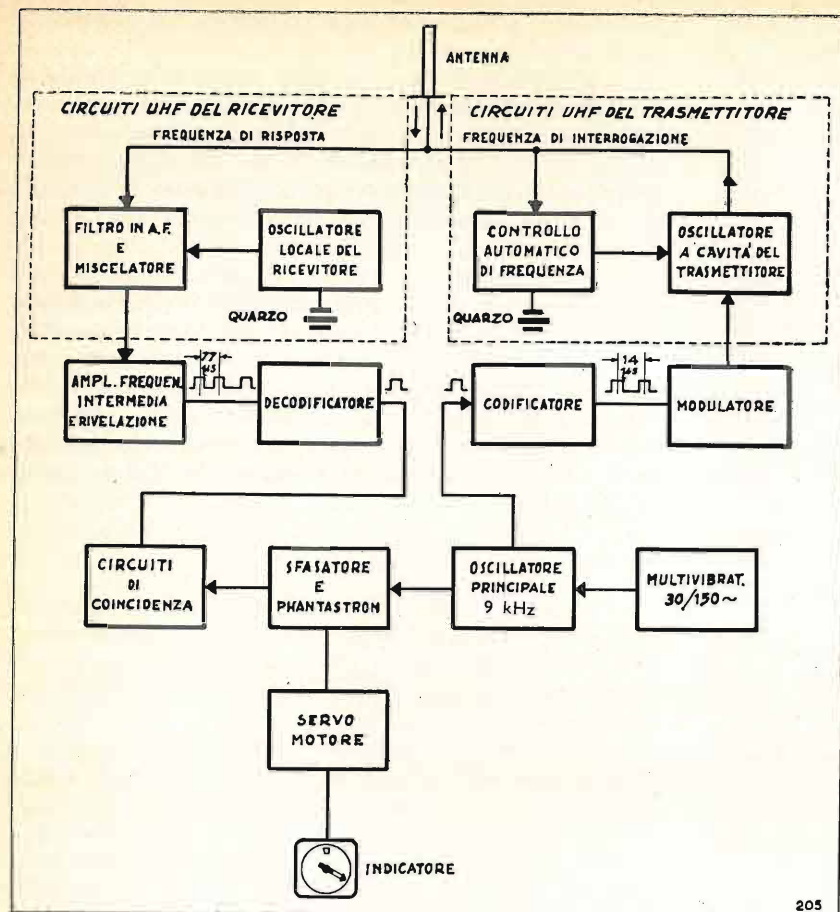 ANTENNA
CIRCUITI UHF DEL RICEVITORE
CIRCUITI UHF DEL TRASMETTITORE
FREQUENZA DI RISPOSTA
FREQUENZA DI INTERROGAZIONE
FILTRO IN A.F.
E
MISCELATORE
OSCILLATORE
LOCALE DEL
RICEVITORE
CONTROLLO
AUTOMATICO
DI FREQUENZA
OSCILLATORE
A CAVITA' DEL
TRASMETTITORE
QUARZO
QUARZO
AMPL. FREQUEN.
INTERMEDIA
E RIVELAZIONE
77
µs
DECODIFICATORE
CODIFICATORE
14
µs
MODULATORE
CIRCUITI
DI
COINCIDENZA
SFASATORE
E
PHANTASTRON
OSCILLATORE
PRINCIPALE
9 kHz
MULTIVIBRAT.
30/150~
SERVO
MOTORE
INDICATORE
205